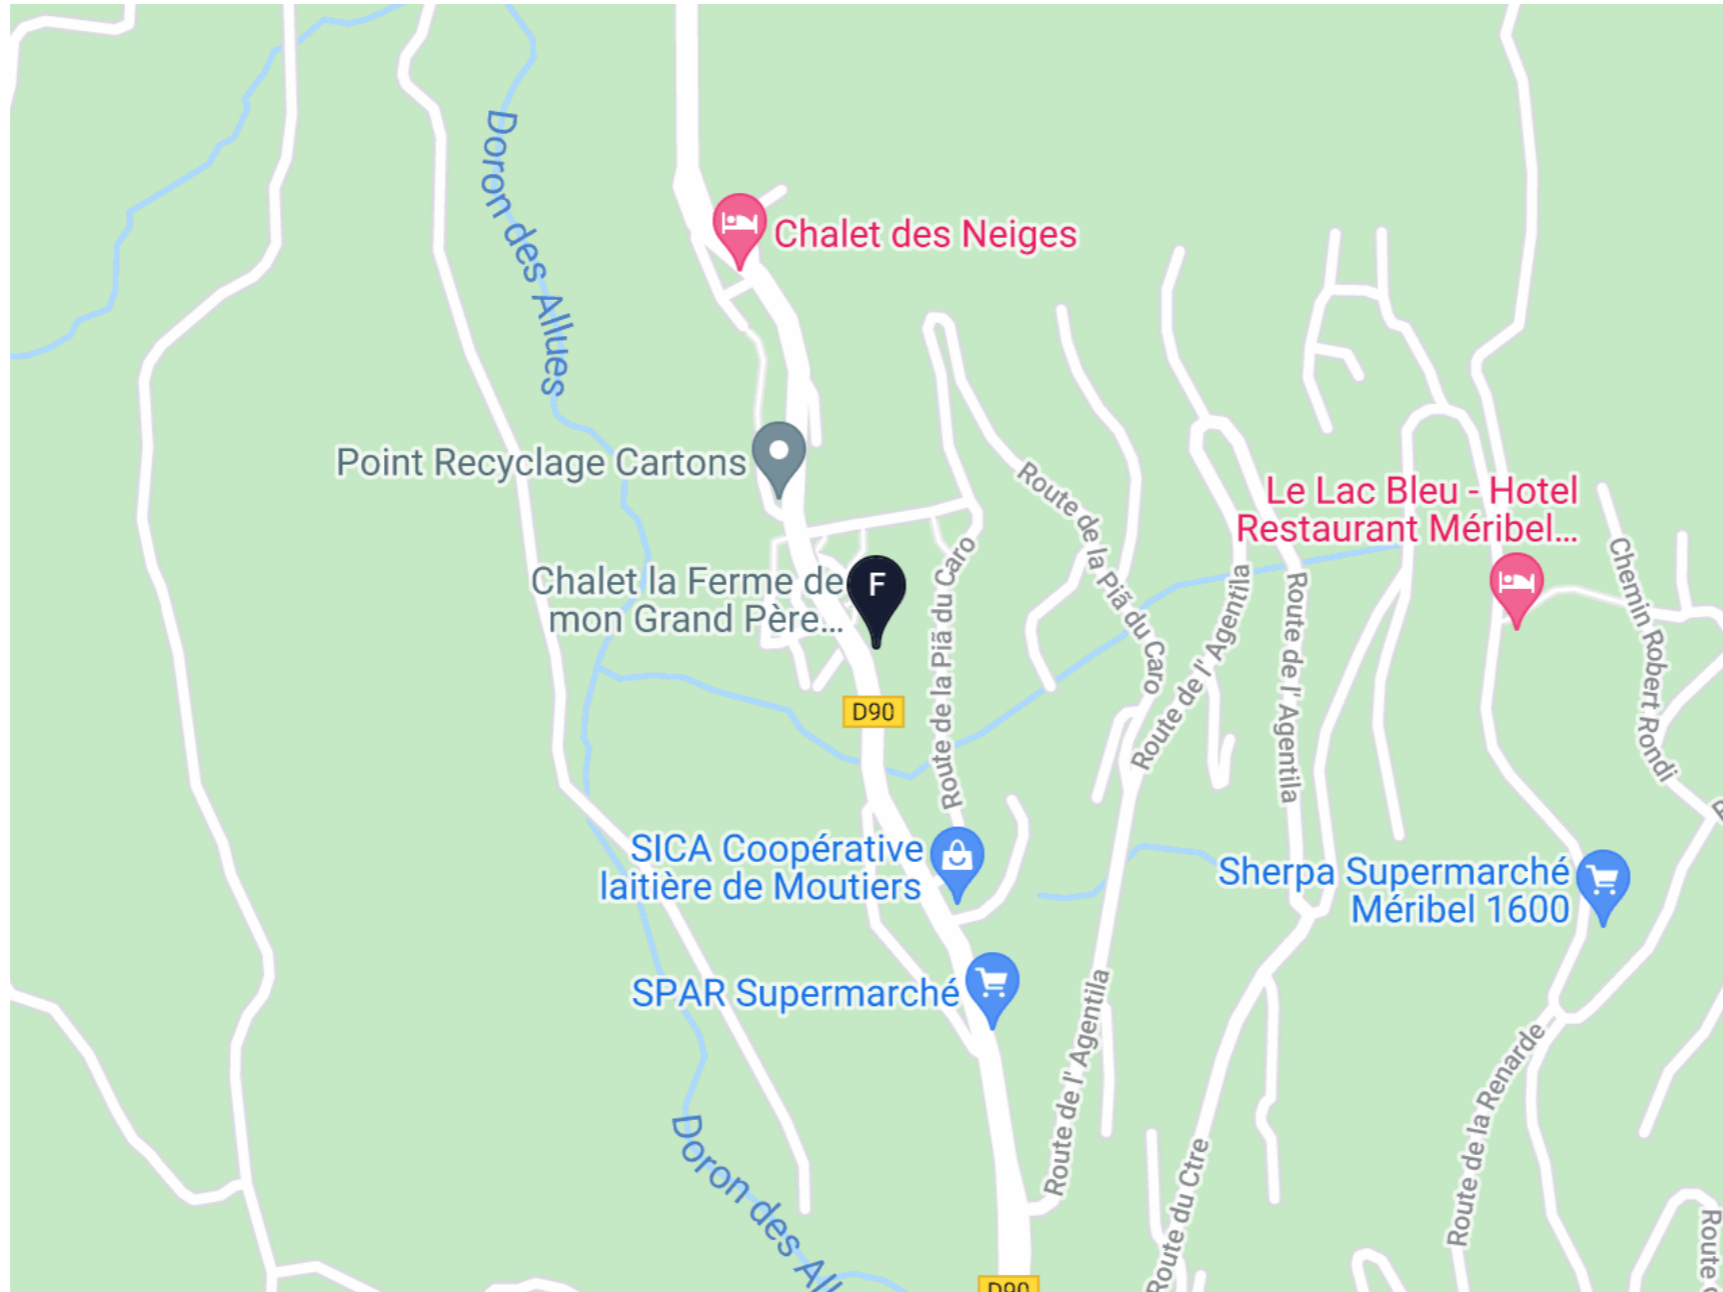 Doron des Allues
Chalet des Neiges
Point Recyclage Cartons
Route de la Piã du Caro
Le Lac Bleu - Hotel
Restaurant Méribel...
Chemin Robert Rondi
Chalet la Ferme de
mon Grand Père...
F
Route de la Piã du Caro
Route de l'Agentila
Route de l'Agentila
D90
SICA Coopérative
laitière de Moutiers
Sherpa Supermarché
Méribel 1600
SPAR Supermarché
Route de l'Agentila
Route de la Renarde
Route du Ctre
Doron des All
Route
D90